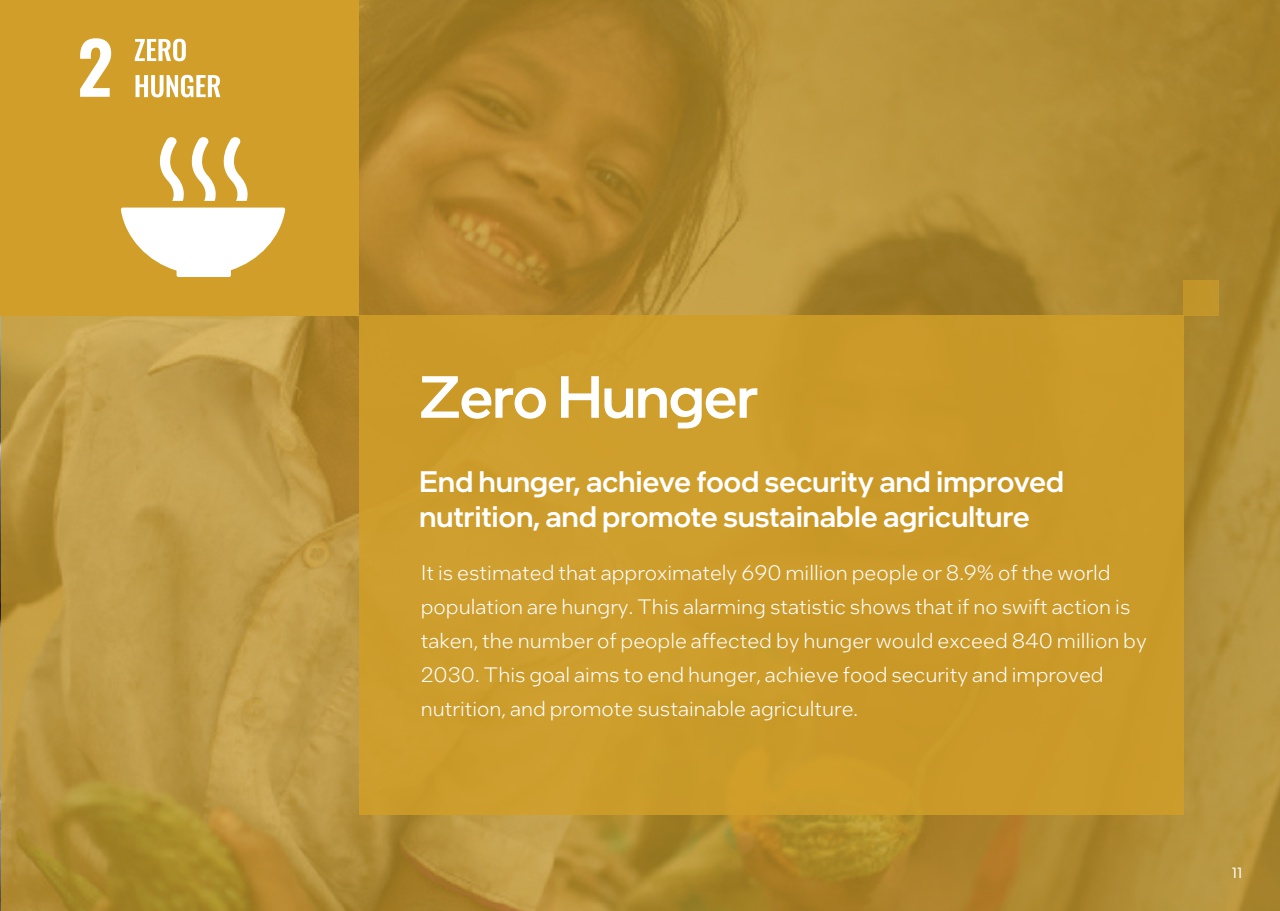 2 ZERO
HUNGER
Zero Hunger
End hunger, achieve food security and improved
nutrition, and promote sustainable agriculture
It is estimated that approximately 690 million people or 8.9% of the world
population are hungry. This alarming statistic shows that if no swift action is
taken, the number of people affected by hunger would exceed 840 million by
2030. This goal aims to end hunger, achieve food security and improved
nutrition, and promote sustainable agriculture.
11